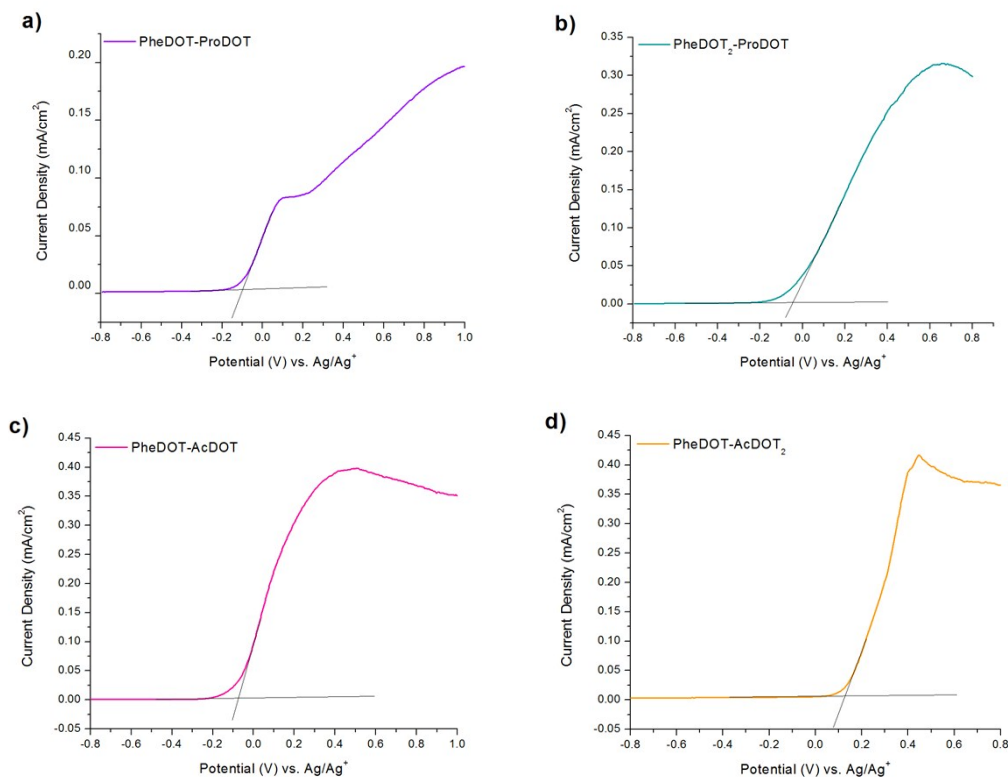 a)
PheDOT-ProDOT
Current Density (mA/cm²)
0.20
0.15
0.10
0.05
0.00
-0.8 -0.6 -0.4 -0.2 0.0 0.2 0.4 0.6 0.8 1.0
Potential (V) vs. Ag/Ag⁺
b)
PheDOT₂-ProDOT
Current Density (mA/cm²)
0.35
0.30
0.25
0.20
0.15
0.10
0.05
0.00
-0.8 -0.6 -0.4 -0.2 0.0 0.2 0.4 0.6 0.8
Potential (V) vs. Ag/Ag⁺
c)
PheDOT-AcDOT
Current Density (mA/cm²)
0.45
0.40
0.35
0.30
0.25
0.20
0.15
0.10
0.05
0.00
-0.05
-0.8 -0.6 -0.4 -0.2 0.0 0.2 0.4 0.6 0.8 1.0
Potential (V) vs. Ag/Ag⁺
d)
PheDOT-AcDOT₂
Current Density (mA/cm²)
0.45
0.40
0.35
0.30
0.25
0.20
0.15
0.10
0.05
0.00
-0.05
-0.8 -0.6 -0.4 -0.2 0.0 0.2 0.4 0.6 0.8
Potential (V) vs. Ag/Ag⁺